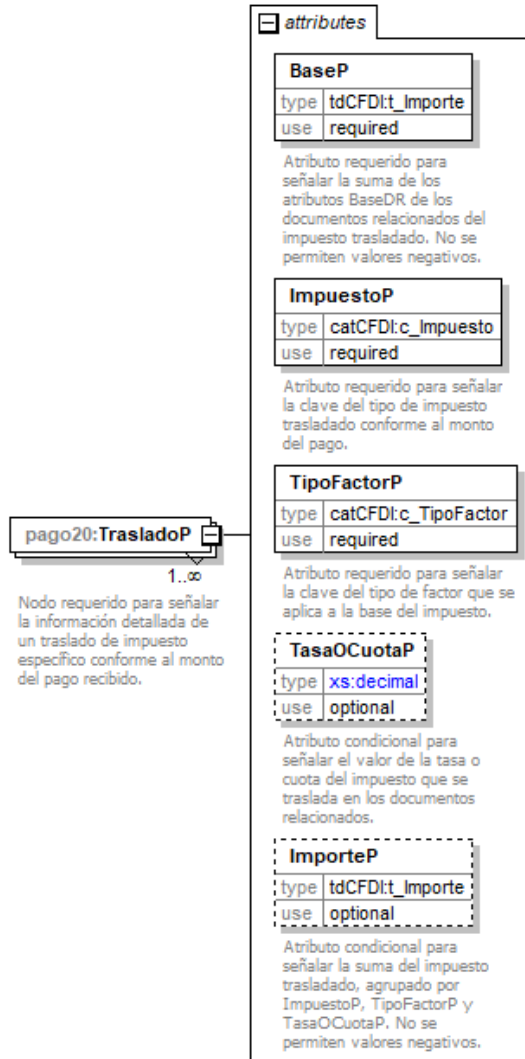 attributes
BaseP
type tdCFDI:t_Importe
use required
Atributo requerido para
señalar la suma de los
atributos BaseDR de los
documentos relacionados del
impuesto trasladado. No se
permiten valores negativos.
ImpuestoP
type catCFDI:c_Impuesto
use required
Atributo requerido para señalar
la clave del tipo de impuesto
trasladado conforme al monto
del pago.
TipoFactorP
type catCFDI:c_TipoFactor
use required
Atributo requerido para señalar
la clave del tipo de factor que se
aplica a la base del impuesto.
pago20:TrasladoP
1..∞
Nodo requerido para señalar
la información detallada de
un traslado de impuesto
específico conforme al monto
del pago recibido.
TasaOCuotaP
type xs:decimal
use optional
Atributo condicional para
señalar el valor de la tasa o
cuota del impuesto que se
traslada en los documentos
relacionados.
ImporteP
type tdCFDI:t_Importe
use optional
Atributo condicional para
señalar la suma del impuesto
trasladado, agrupado por
ImpuestoP, TipoFactorP y
TasaOCuotaP. No se
permiten valores negativos.